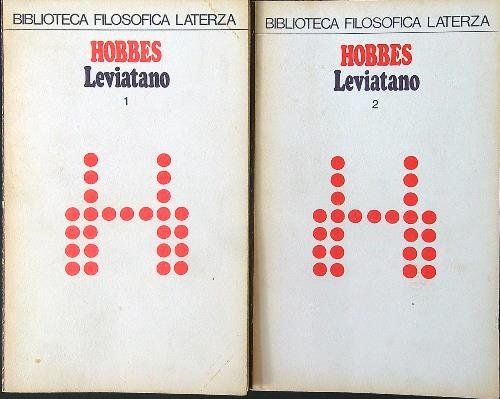 BIBLIOTECA FILOSOFICA LATERZA
HOBBES
Leviatano
1
BIBLIOTECA FILOSOFICA LATERZA
HOBBES
Leviatano
2